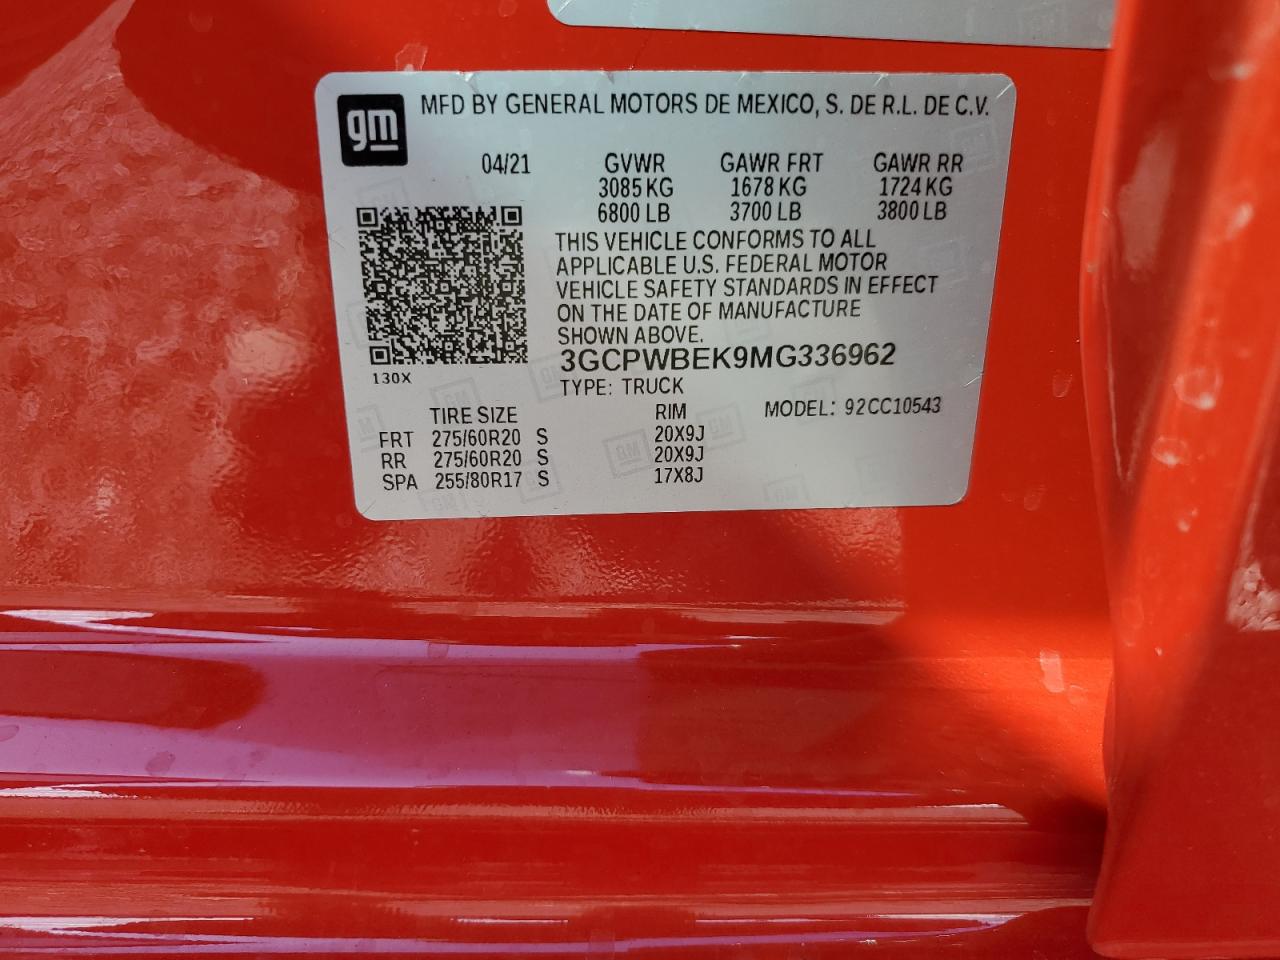 gm
MFD BY GENERAL MOTORS DE MEXICO, S. DE R.L. DE C.V.
04/21 GVWR GAWR FRT GAWR RR
3085 KG 1678 KG 1724 KG
6800 LB 3700 LB 3800 LB
THIS VEHICLE CONFORMS TO ALL
APPLICABLE U.S. FEDERAL MOTOR
VEHICLE SAFETY STANDARDS IN EFFECT
ON THE DATE OF MANUFACTURE
SHOWN ABOVE.
3GCPWBEK9MG336962
130X
TYPE: TRUCK
TIRE SIZE RIM MODEL: 92CC10543
FRT 275/60R20 S 20X9J
RR 275/60R20 S 20X9J
SPA 255/80R17 S 17X8J